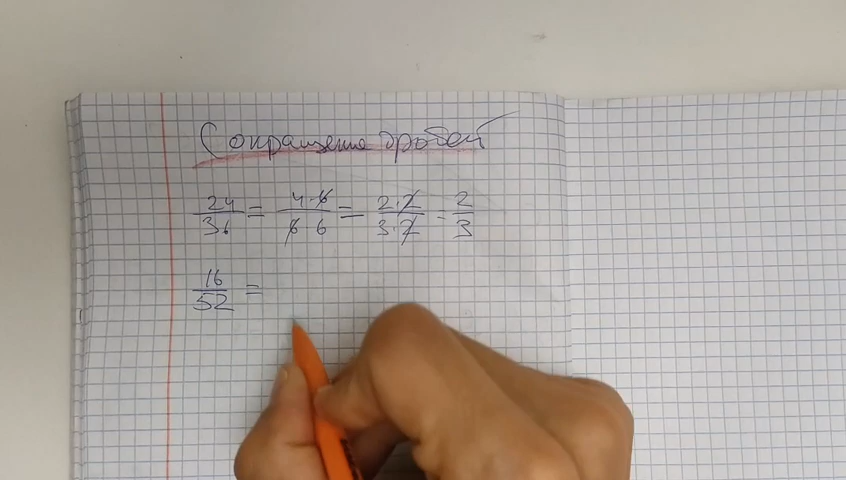 Сокращение дробей
24/36 = 4·6/6·6 = 2·2/3·2 = 2/3
16/52 =